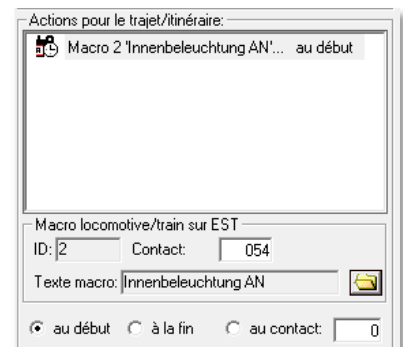 Actions pour le trajet/itinéraire:
Macro 2 'Innenbeleuchtung AN'... au début
Macro locomotive/train sur EST
ID: 2 Contact: 054
Texte macro: Innenbeleuchtung AN
au début à la fin au contact: 0